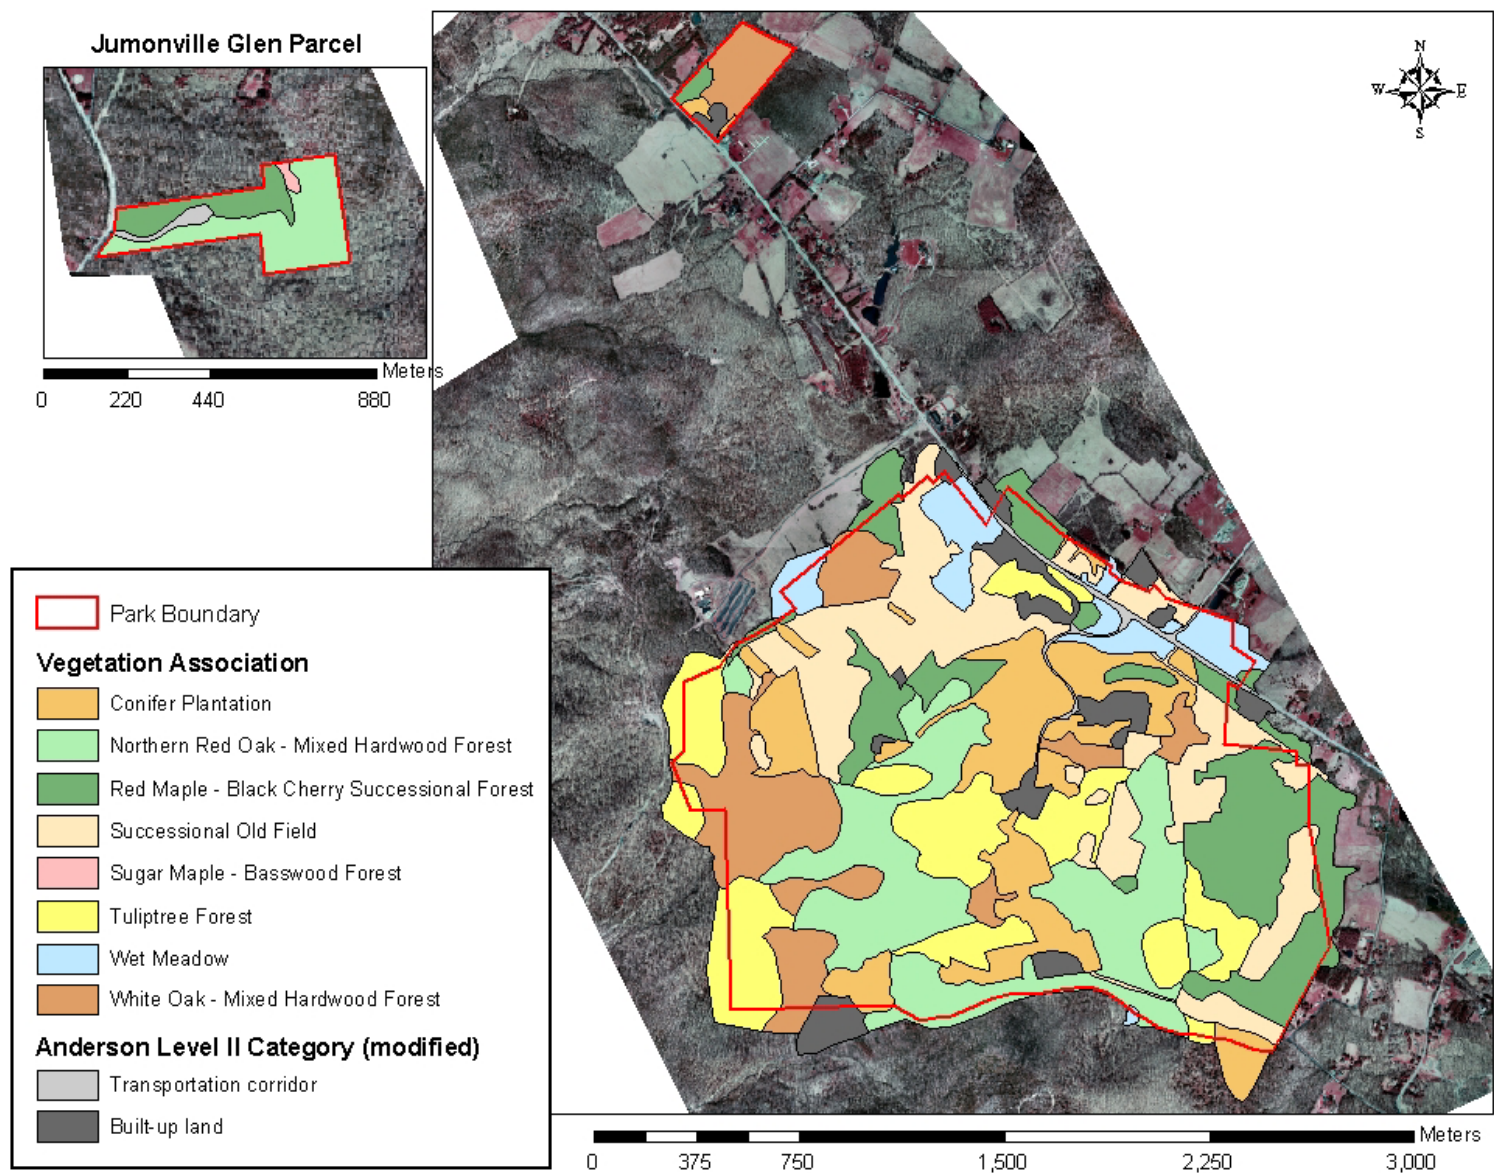 Jumonville Glen Parcel
N
W E
S
Meters
0 220 440 880
Park Boundary
Vegetation Association
Conifer Plantation
Northern Red Oak - Mixed Hardwood Forest
Red Maple - Black Cherry Successional Forest
Successional Old Field
Sugar Maple - Basswood Forest
Tuliptree Forest
Wet Meadow
White Oak - Mixed Hardwood Forest
Anderson Level II Category (modified)
Transportation corridor
Built-up land
Meters
0 375 750 1,500 2,250 3,000